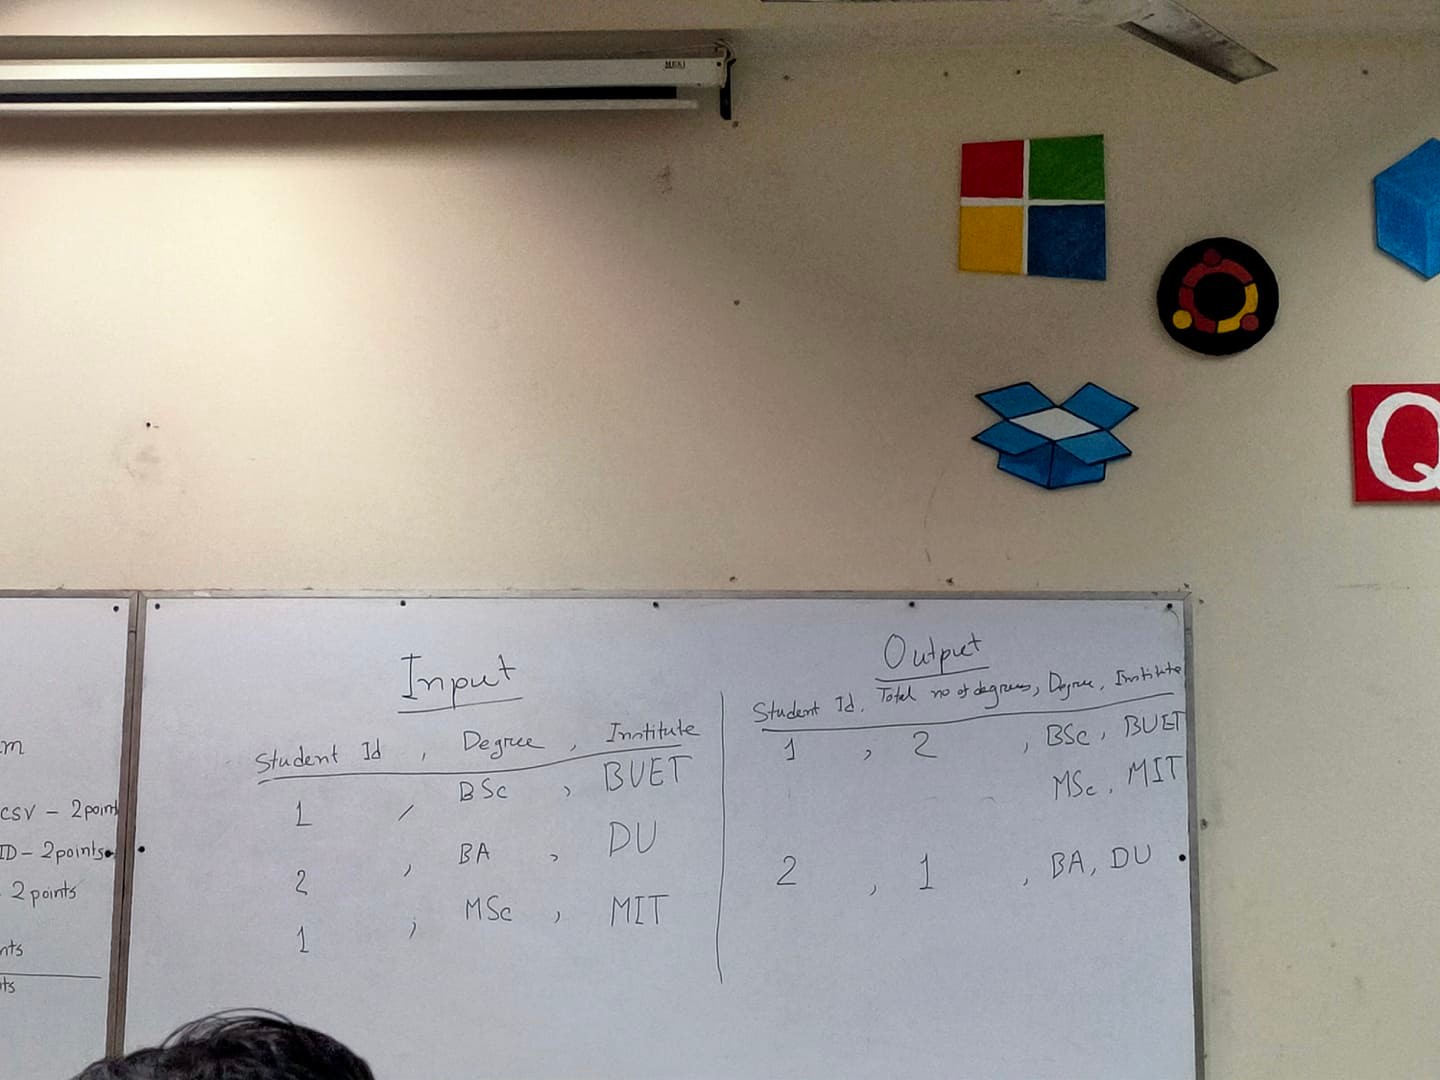 m
CSV - 2 point
ID - 2 points
2 points
nts
ts
Input
Student Id , Degree , Institute
1 , BSc , BUET
2 , BA , DU
1 , MSc , MIT
Output
Student Id, Total no of degrees, Degree, Institute
1 , 2 , BSc, BUET
MSc, MIT
2 , 1 , BA, DU
Q